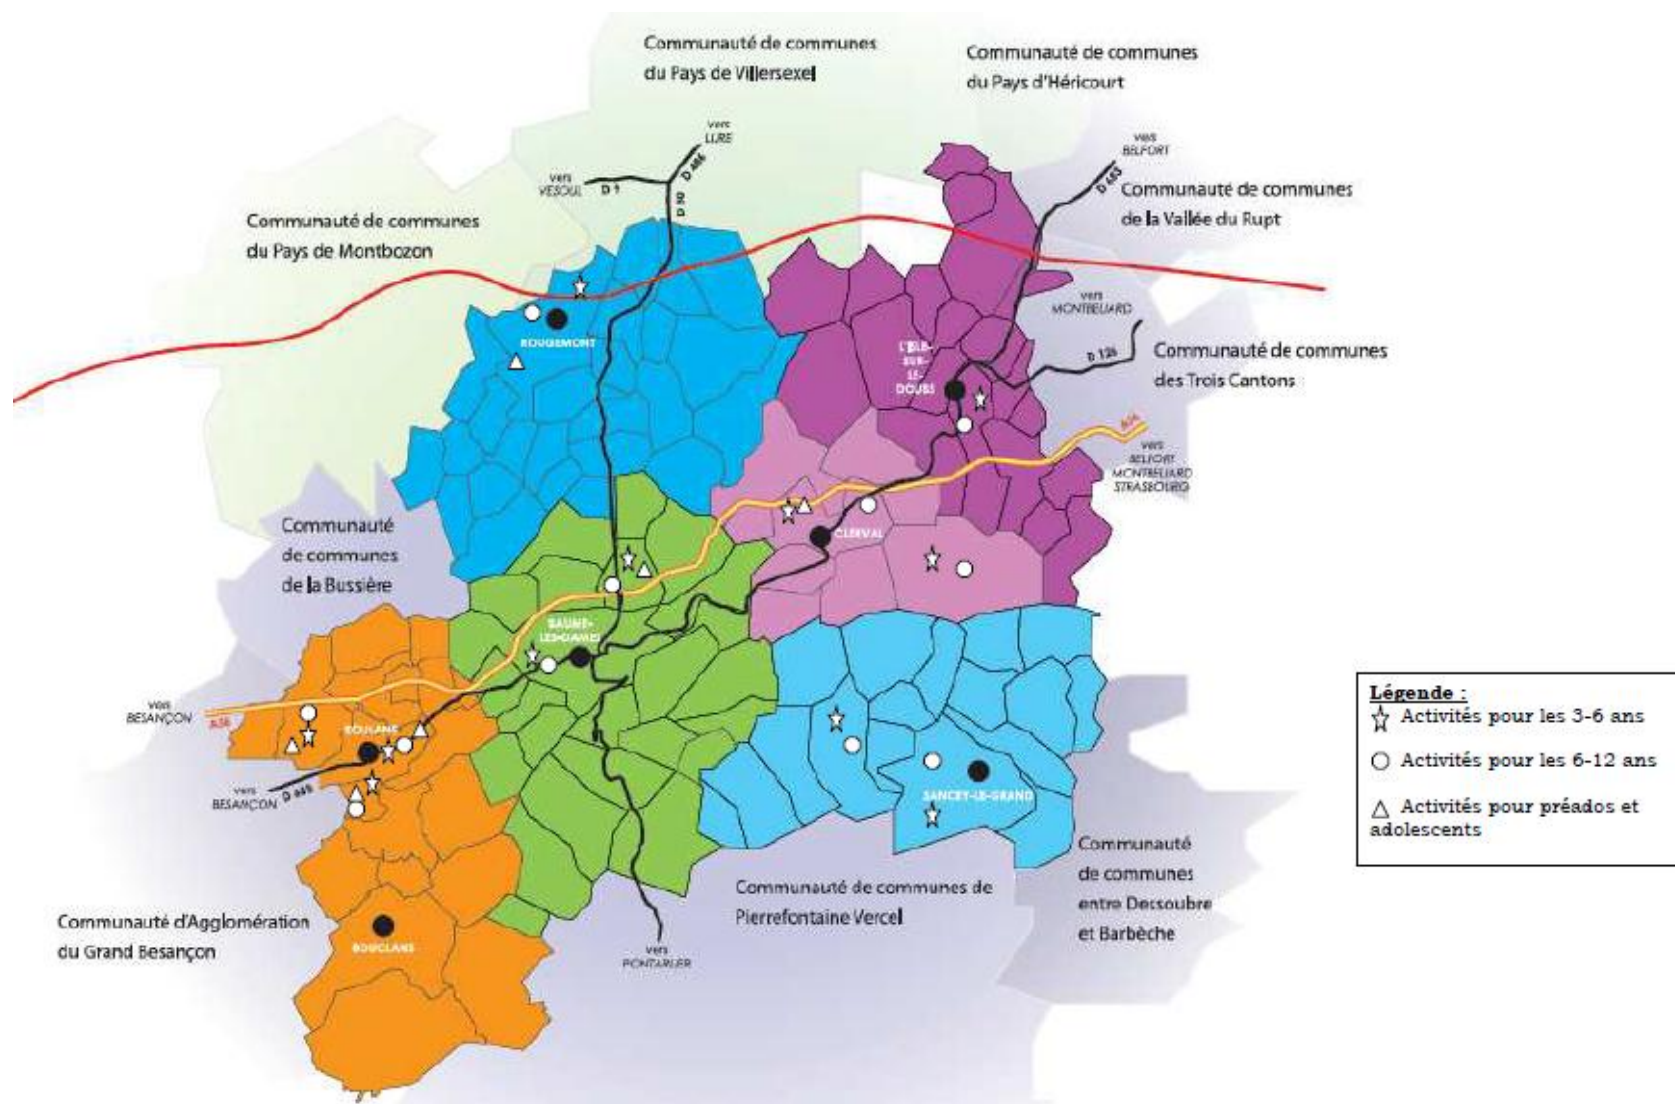 Communauté de communes
du Pays de Villersexel
Communauté de communes
du Pays d'Héricourt
vers
LURE
D 486
vers
VESOUL
D 9
D 50
vers
BELFORT
D 683
Communauté de communes
de la Vallée du Rupt
Communauté de communes
du Pays de Montbozon
vers
MONTBELIARD
D 126
Communauté de communes
des Trois Cantons
ROUGEMONT
L'ISLE-
SUR-
LE-
DOUBS
A36
vers
BELFORT
MONTBELIARD
STRASBOURG
Communauté
de communes
de la Bussière
CLERVAL
BAUME-
LES-DAMES
vers
BESANÇON
A36
ROULANS
vers
BESANÇON
D 683
SANCEY-LE-GRAND
Légende :
Activités pour les 3-6 ans
Activités pour les 6-12 ans
Activités pour préados et
adolescents
Communauté
de communes
entre Dessoubre
et Barbèche
Communauté de communes de
Pierrefontaine Vercel
Communauté d'Agglomération
du Grand Besançon
BOUCLANS
vers
PONTARLIER